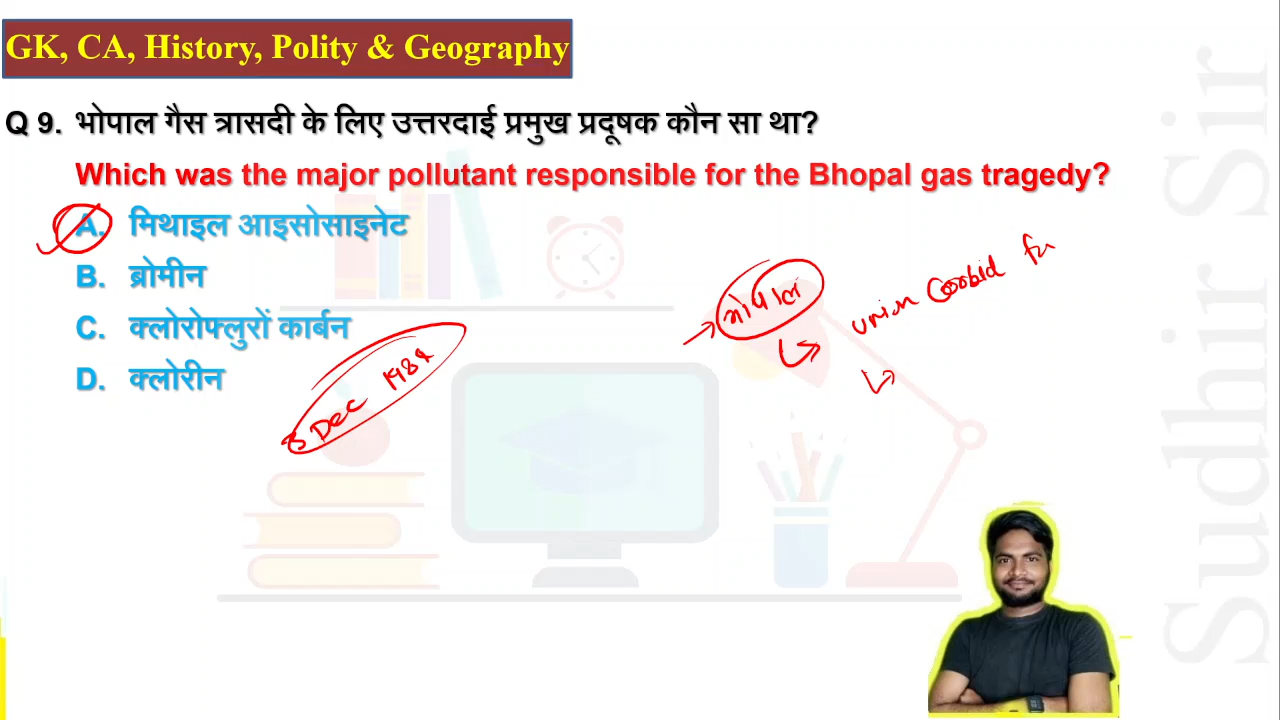 GK, CA, History, Polity & Geography
Q 9. भोपाल गैस त्रासदी के लिए उत्तरदाई प्रमुख प्रदूषक कौन सा था?
Which was the major pollutant responsible for the Bhopal gas tragedy?
A. मिथाइल आइसोसाइनेट
B. ब्रोमीन
C. क्लोरोफ्लुरों कार्बन
D. क्लोरीन
3 Dec 1984
भोपाल
union
Sudhir Sir